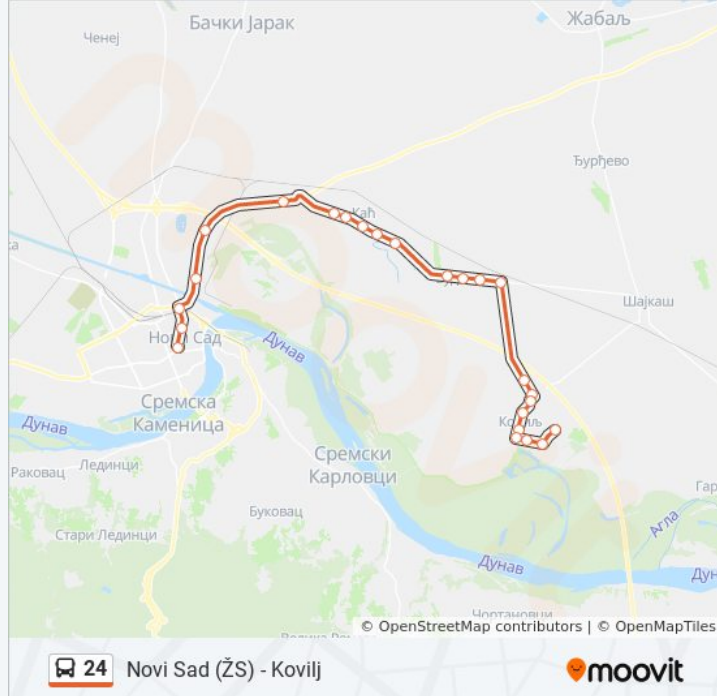 Бачки Јарак
Жабаљ
Ченеј
Ђурђево
Каћ
Шајкаш
Нови Сад
Дунав
Сремска
Каменица
Ковиљ
Дунав
Сремски
Карловци
Раковац
Лединци
Буковац
Стари Лединци
Агла
Дунав
Чортановци
© OpenStreetMap contributors | © OpenMapTiles
24 Novi Sad (ŽS) - Kovilj
moovit